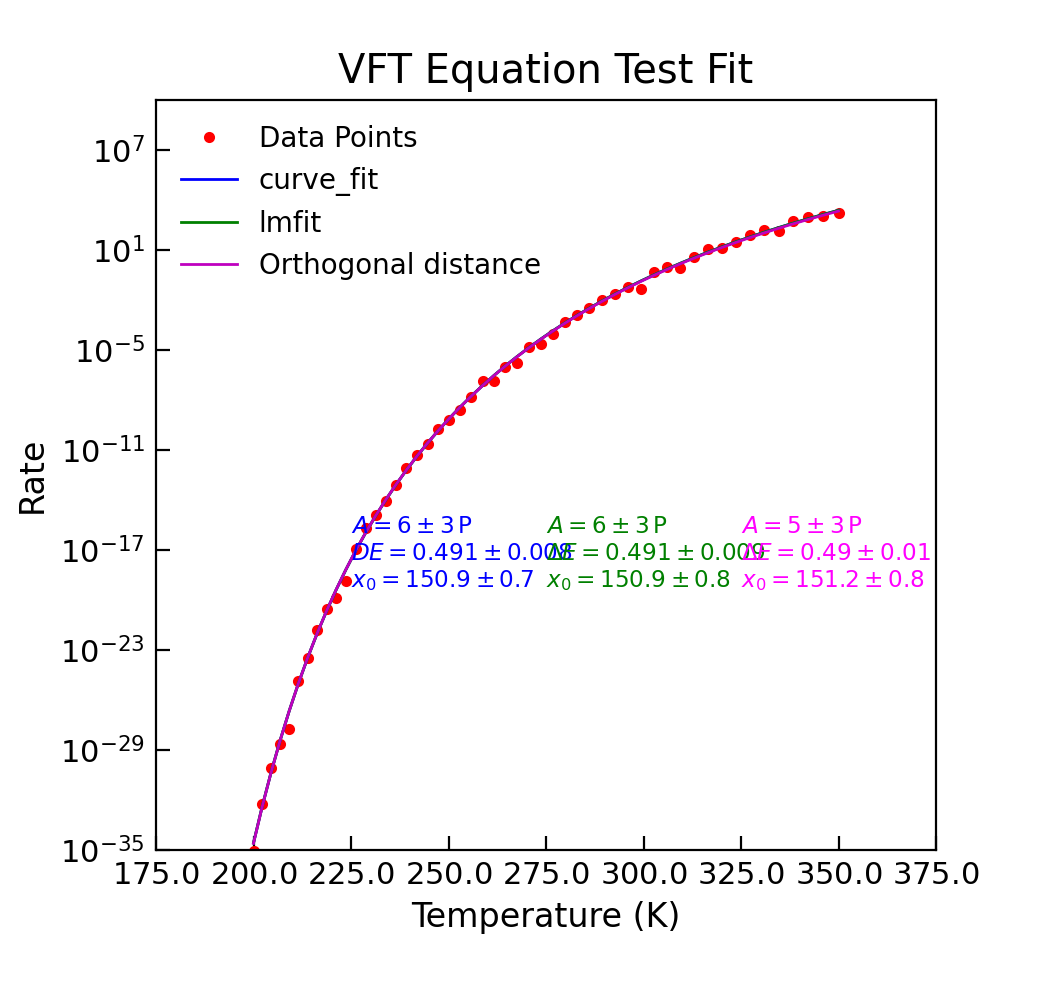 VFT Equation Test Fit
Data Points
curve_fit
lmfit
Orthogonal distance
10⁷
10¹
10⁻⁵
10⁻¹¹
10⁻¹⁷
10⁻²³
10⁻²⁹
10⁻³⁵
Rate
A = 6 ± 3 P
DE = 0.491 ± 0.008
x₀ = 150.9 ± 0.7
A = 6 ± 3 P
DE = 0.491 ± 0.009
x₀ = 150.9 ± 0.8
A = 5 ± 3 P
DE = 0.49 ± 0.01
x₀ = 151.2 ± 0.8
175.0 200.0 225.0 250.0 275.0 300.0 325.0 350.0 375.0
Temperature (K)